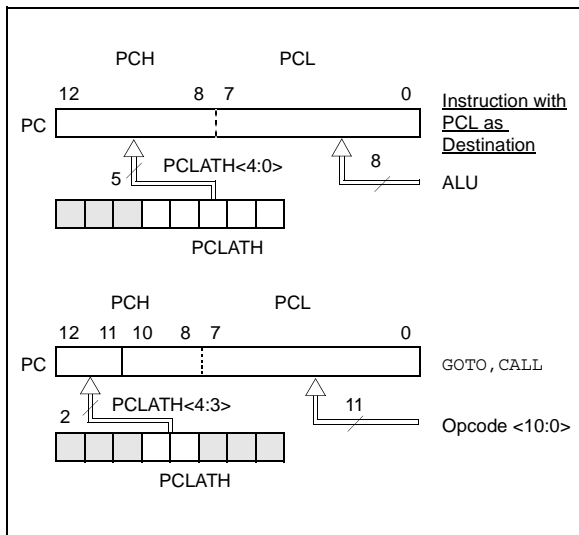 PCH PCL
12 8 7 0
Instruction with
PCL as
Destination
PC
8
5 PCLATH<4:0>
ALU
PCLATH
PCH PCL
12 11 10 8 7 0
PC
GOTO, CALL
2 PCLATH<4:3>
11
Opcode <10:0>
PCLATH